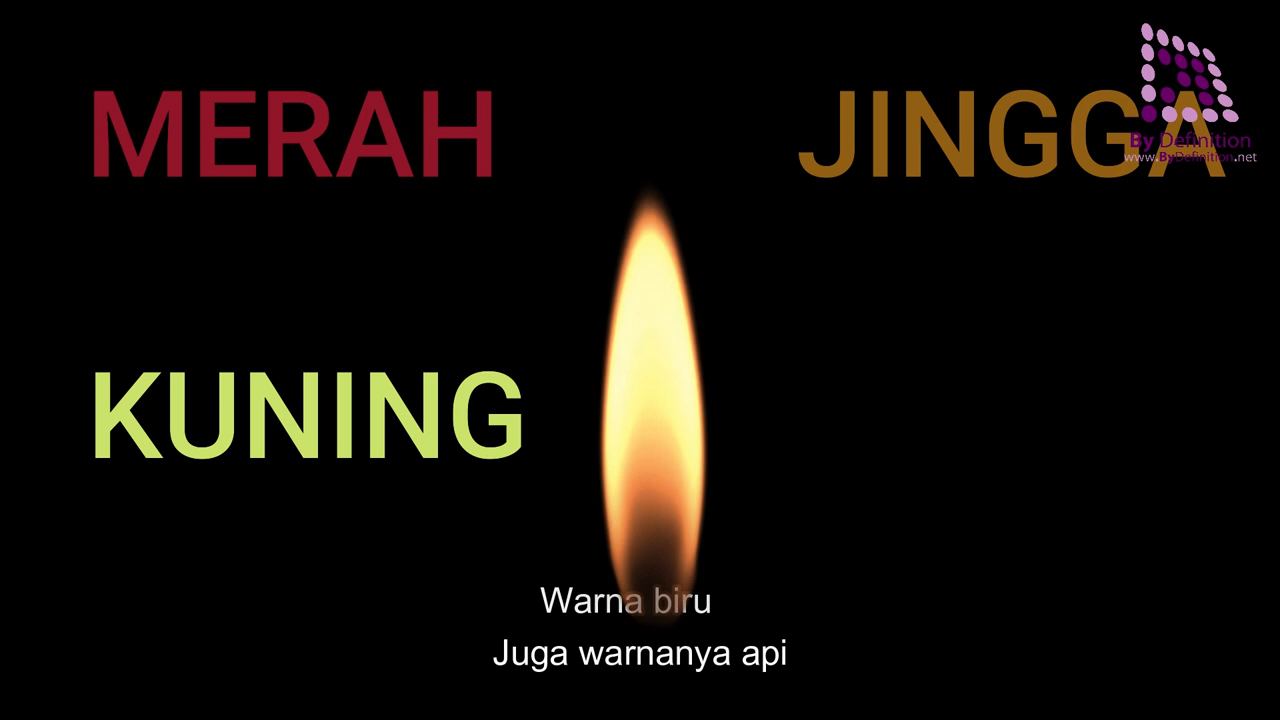 MERAH
JINGGA
By Definition
www.ByDefinition.net
KUNING
Warna biru
Juga warnanya api